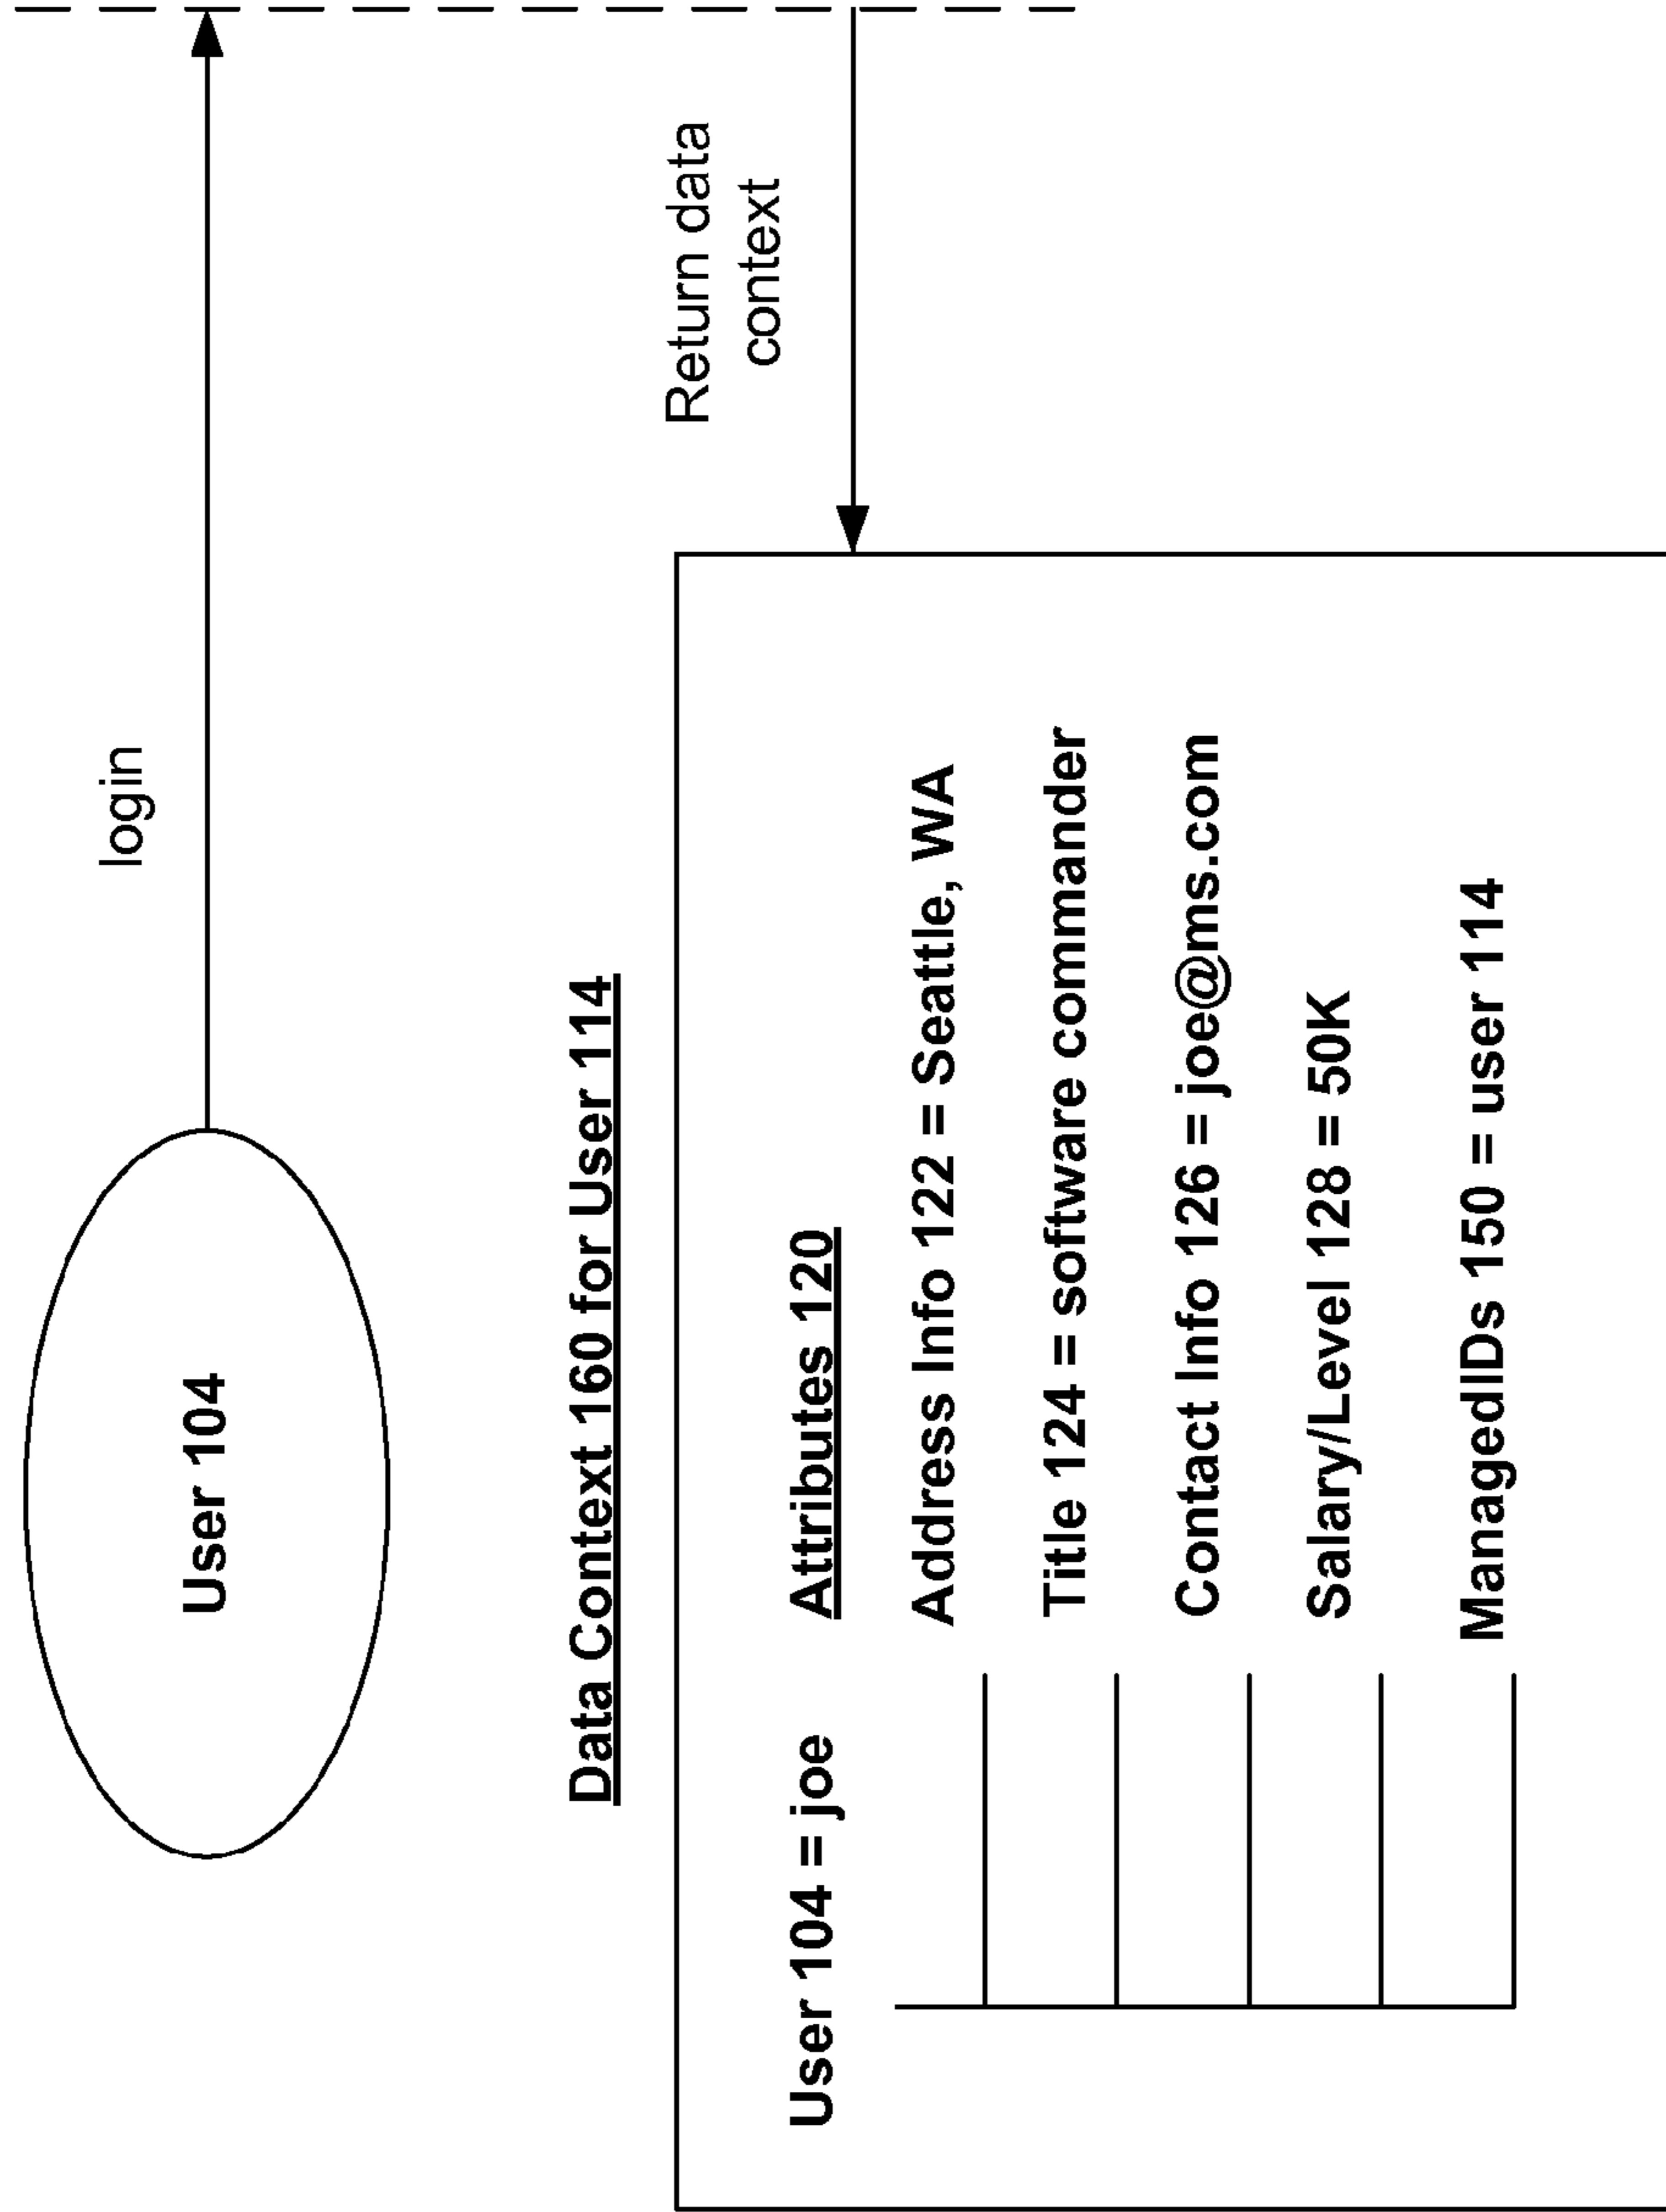 User 104
login
Data Context 160 for User 114
Return data
context
User 104 = joe
Attributes 120
Address Info 122 = Seattle, WA
Title 124 = software commander
Contact Info 126 = joe@ms.com
Salary/Level 128 = 50K
ManagedIDs 150 = user 114